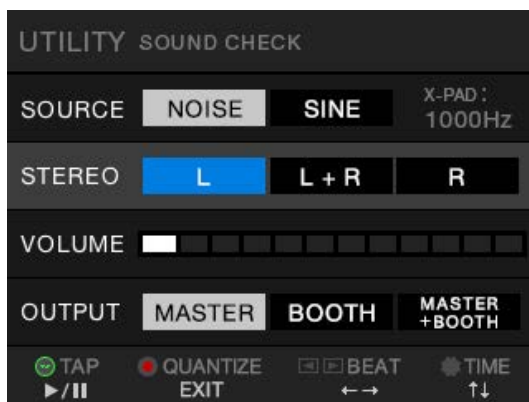 UTILITY SOUND CHECK
SOURCE NOISE SINE X-PAD:
1000Hz
STEREO L L + R R
VOLUME
OUTPUT MASTER BOOTH MASTER
+BOOTH
TAP QUANTIZE BEAT TIME
►/II EXIT ←→ ↑↓